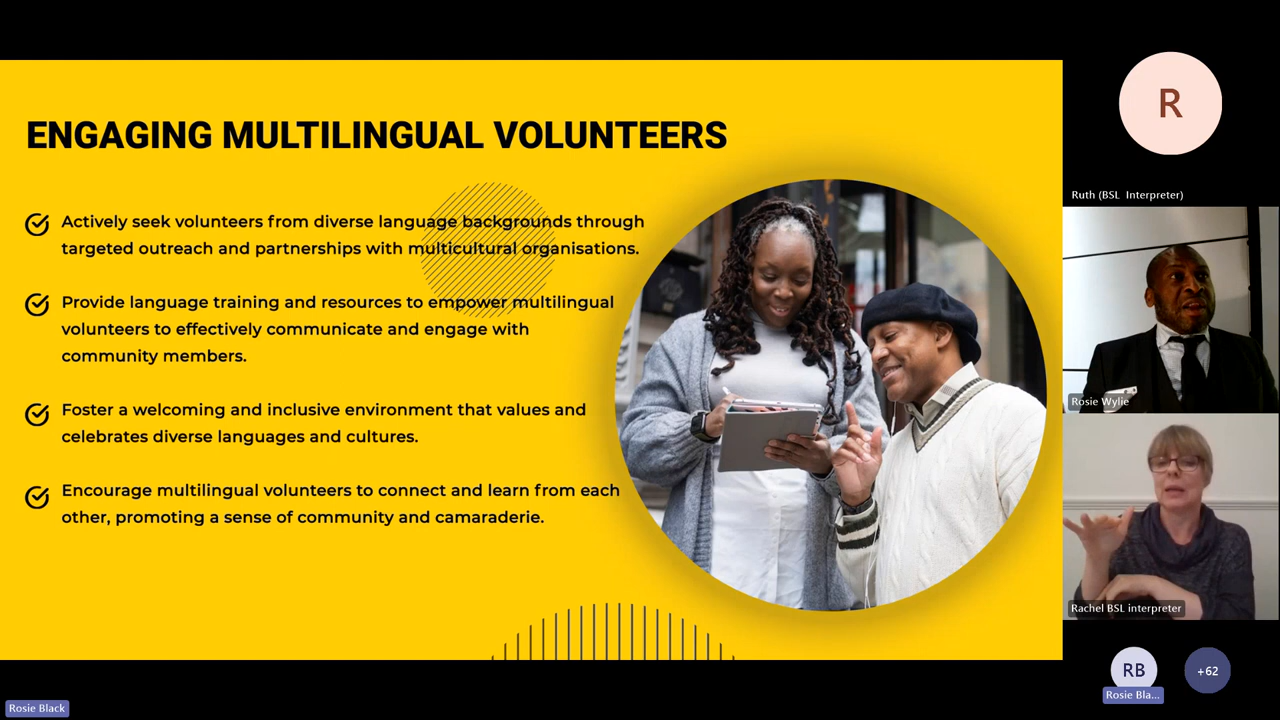 ENGAGING MULTILINGUAL VOLUNTEERS
Actively seek volunteers from diverse language backgrounds through
targeted outreach and partnerships with multicultural organisations.
Provide language training and resources to empower multilingual
volunteers to effectively communicate and engage with
community members.
Foster a welcoming and inclusive environment that values and
celebrates diverse languages and cultures.
Encourage multilingual volunteers to connect and learn from each
other, promoting a sense of community and camaraderie.
R
Ruth (BSL Interpreter)
Rosie Wylie
Rachel BSL interpreter
RB
Rosie Bla...
+62
Rosie Black